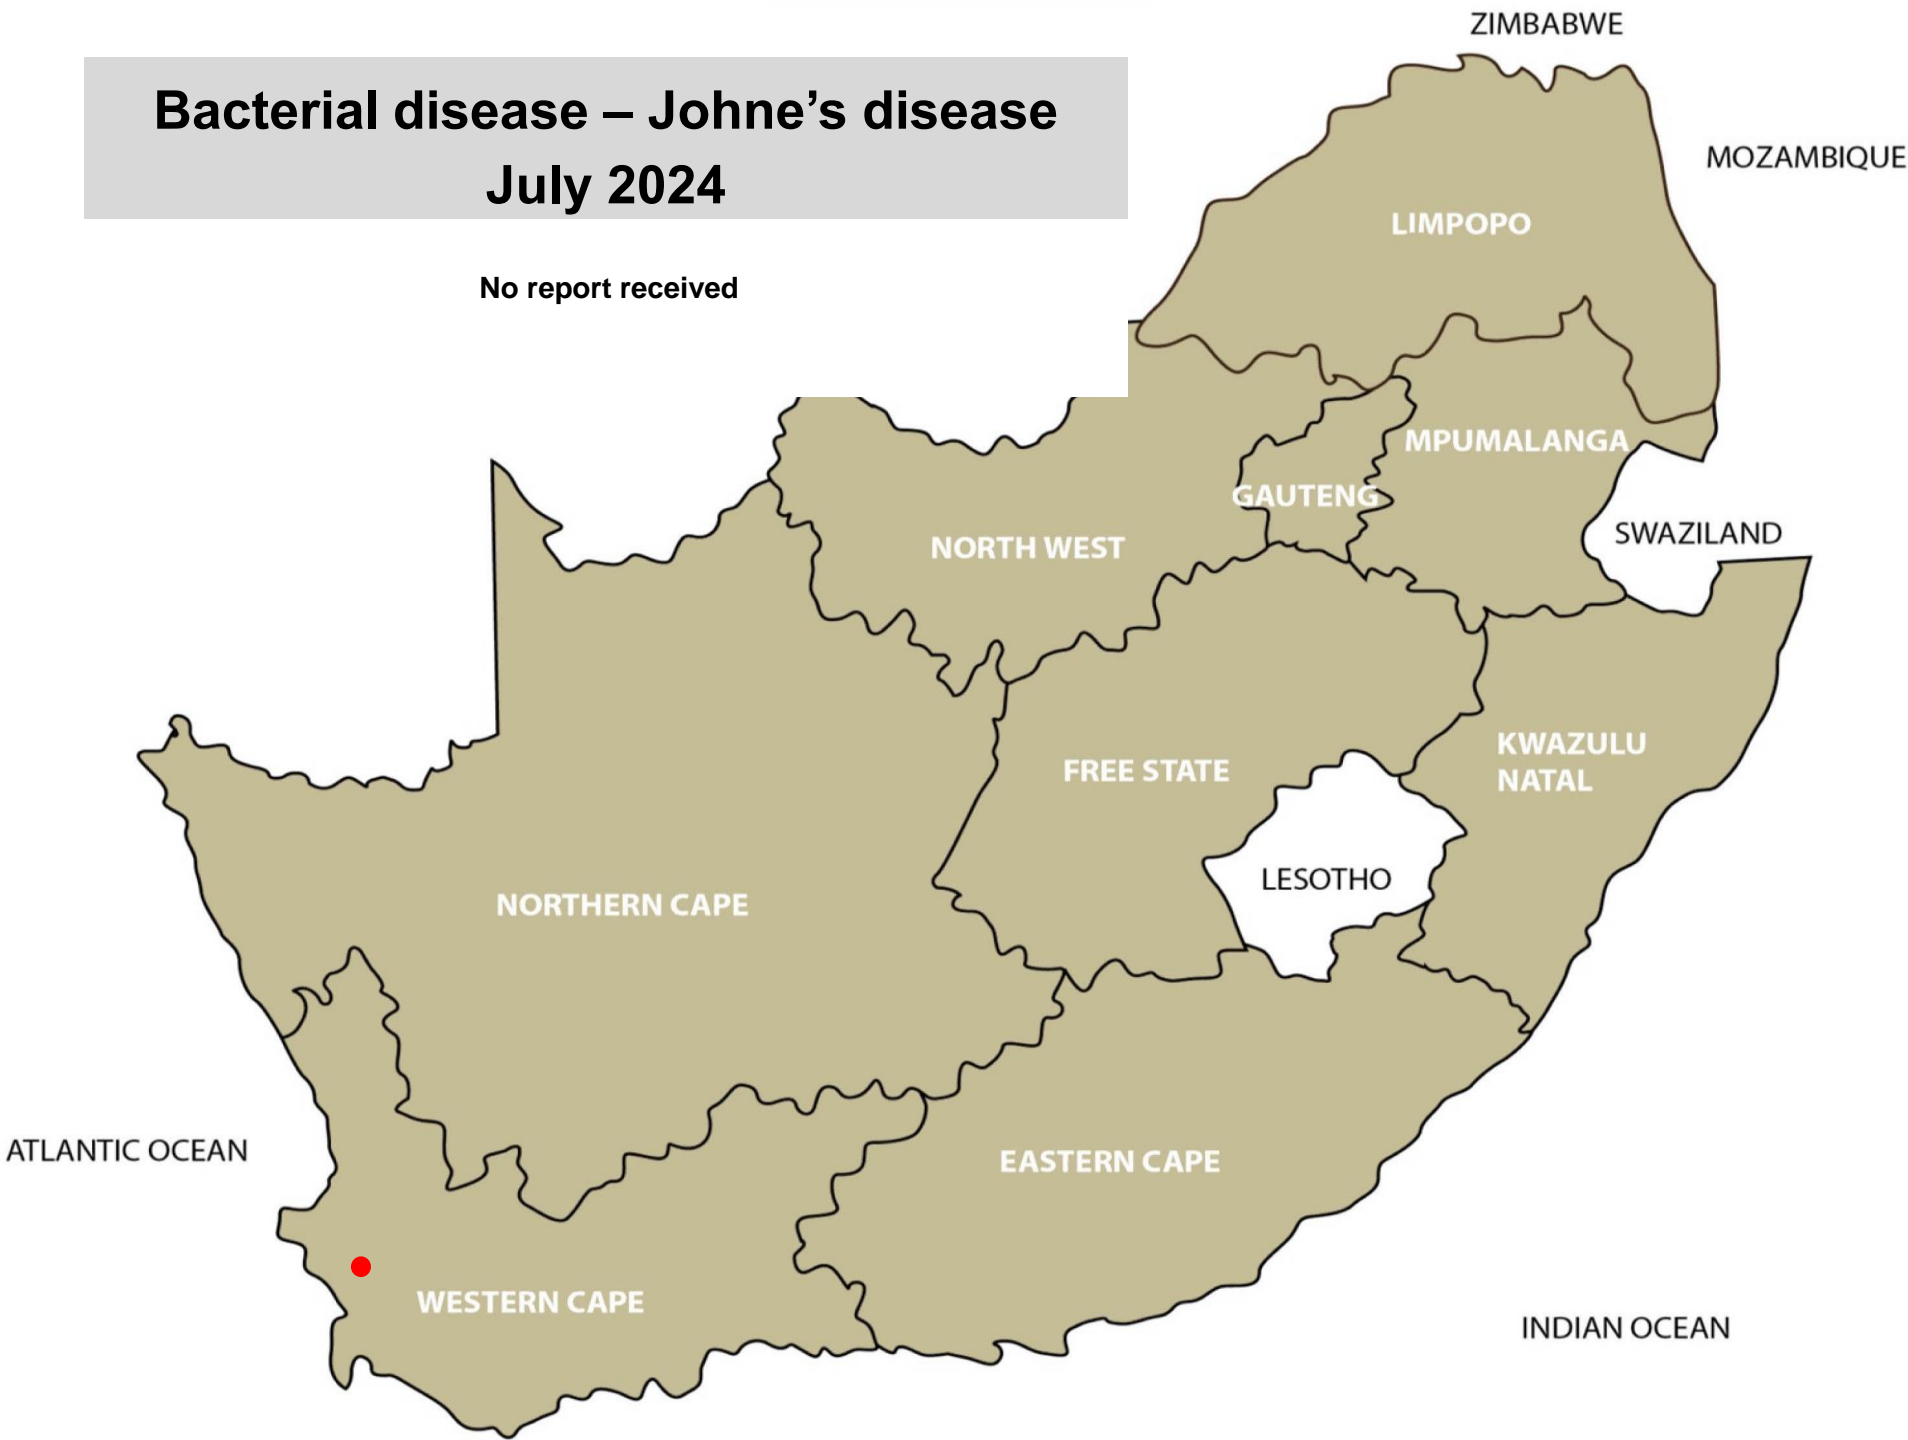 ZIMBABWE
Bacterial disease – Johne’s disease
July 2024
MOZAMBIQUE
LIMPOPO
No report received
MPUMALANGA
GAUTENG
SWAZILAND
NORTH WEST
KWAZULU
NATAL
FREE STATE
LESOTHO
NORTHERN CAPE
ATLANTIC OCEAN
EASTERN CAPE
WESTERN CAPE
INDIAN OCEAN